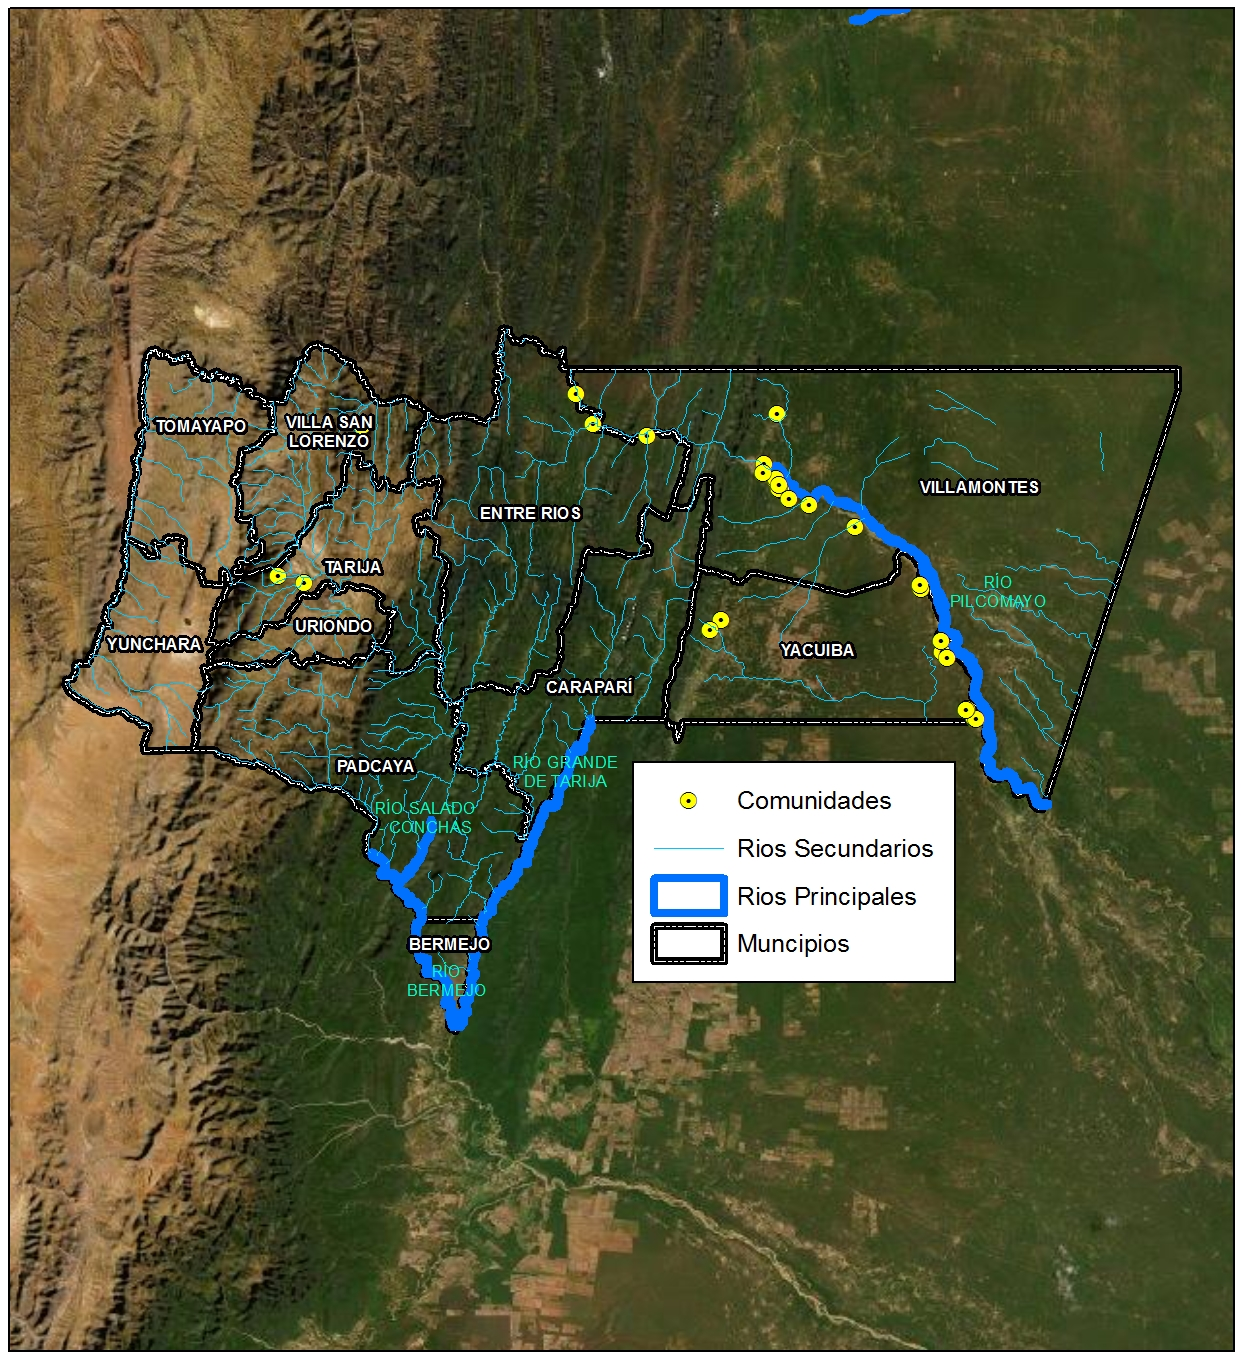 TOMAYAPO
VILLA SAN
LORENZO
VILLAMONTES
ENTRE RIOS
TARIJA
RÍO
PILCOMAYO
URIONDO
YUNCHARA
YACUIBA
CARAPARÍ
PADCAYA
RÍO GRANDE
DE TARIJA
RÍO SALADO
- CONCHAS
BERMEJO
RÍO
BERMEJO
Comunidades
Rios Secundarios
Rios Principales
Muncipios